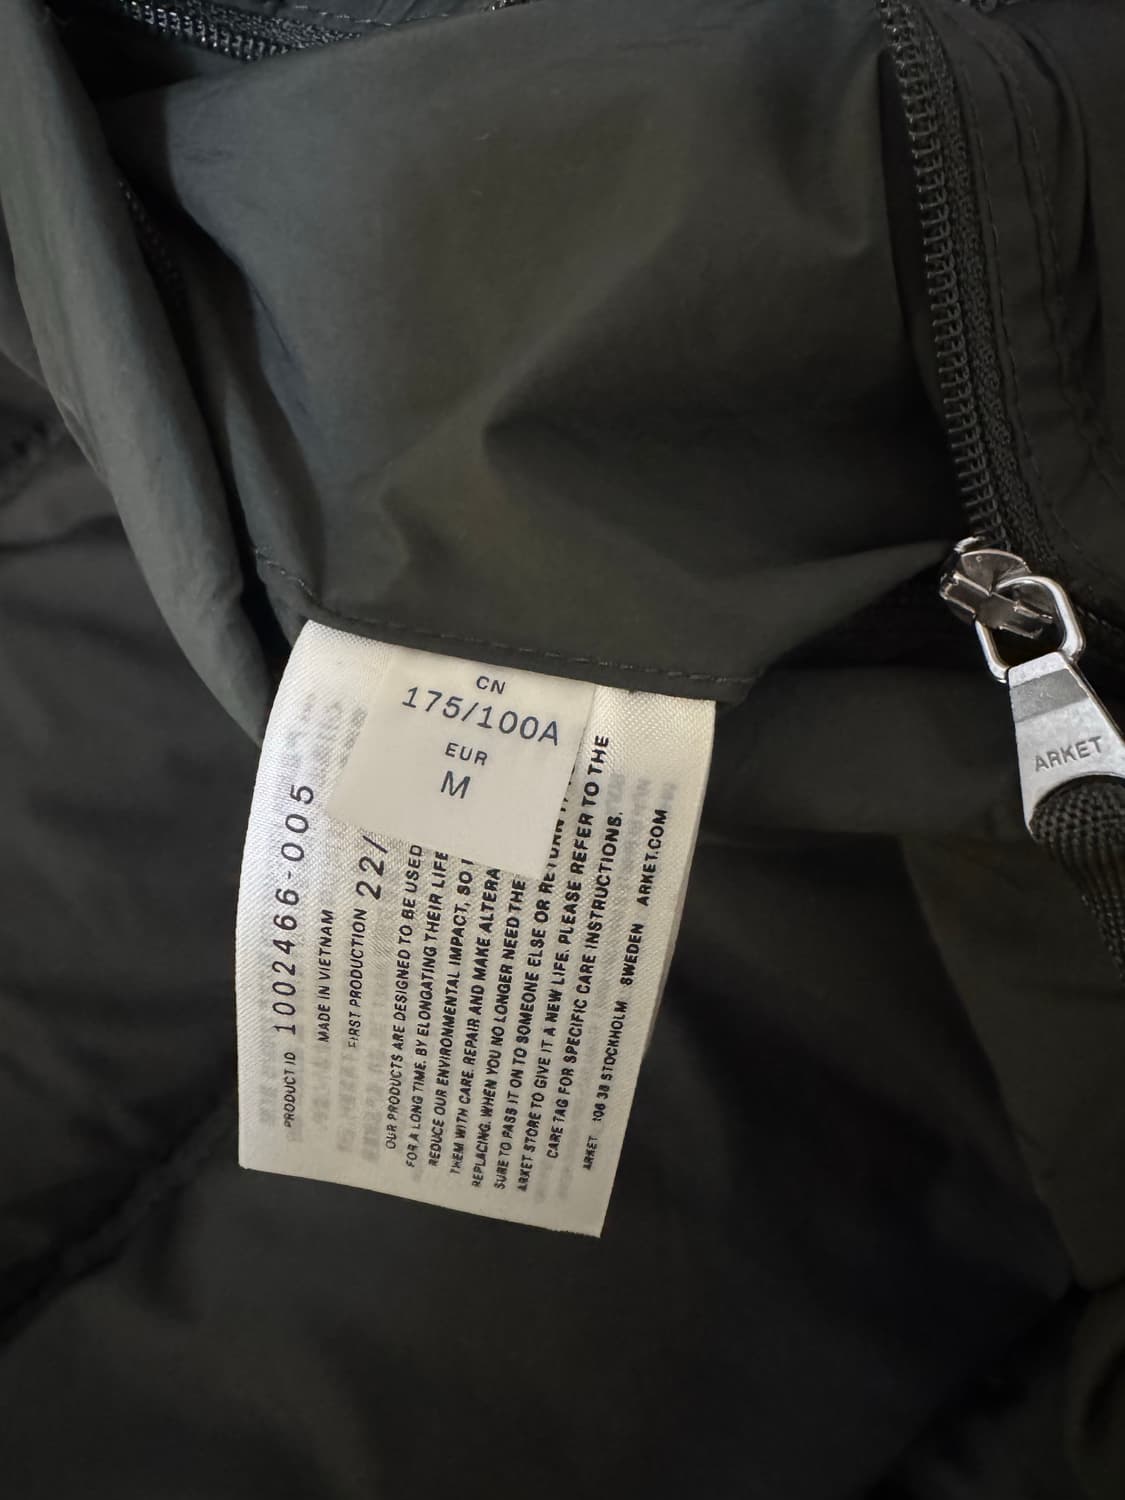 CN
175/100A
EUR
M
PRODUCT ID 1002466-005
MADE IN VIETNAM
FIRST PRODUCTION 22/
OUR PRODUCTS ARE DESIGNED TO BE USED
FOR A LONG TIME. BY ELONGATING THEIR LIFE
REDUCE OUR ENVIRONMENTAL IMPACT, SO
THEM WITH CARE. REPAIR AND MAKE ALTERA
REPLACING. WHEN YOU NO LONGER NEED THE
SURE TO PASS IT ON TO SOMEONE ELSE OR RETURN
ARKET STORE TO GIVE IT A NEW LIFE. PLEASE REFER TO THE
CARE TAG FOR SPECIFIC CARE INSTRUCTIONS.
ARKET 106 38 STOCKHOLM SWEDEN ARKET.COM
ARKET